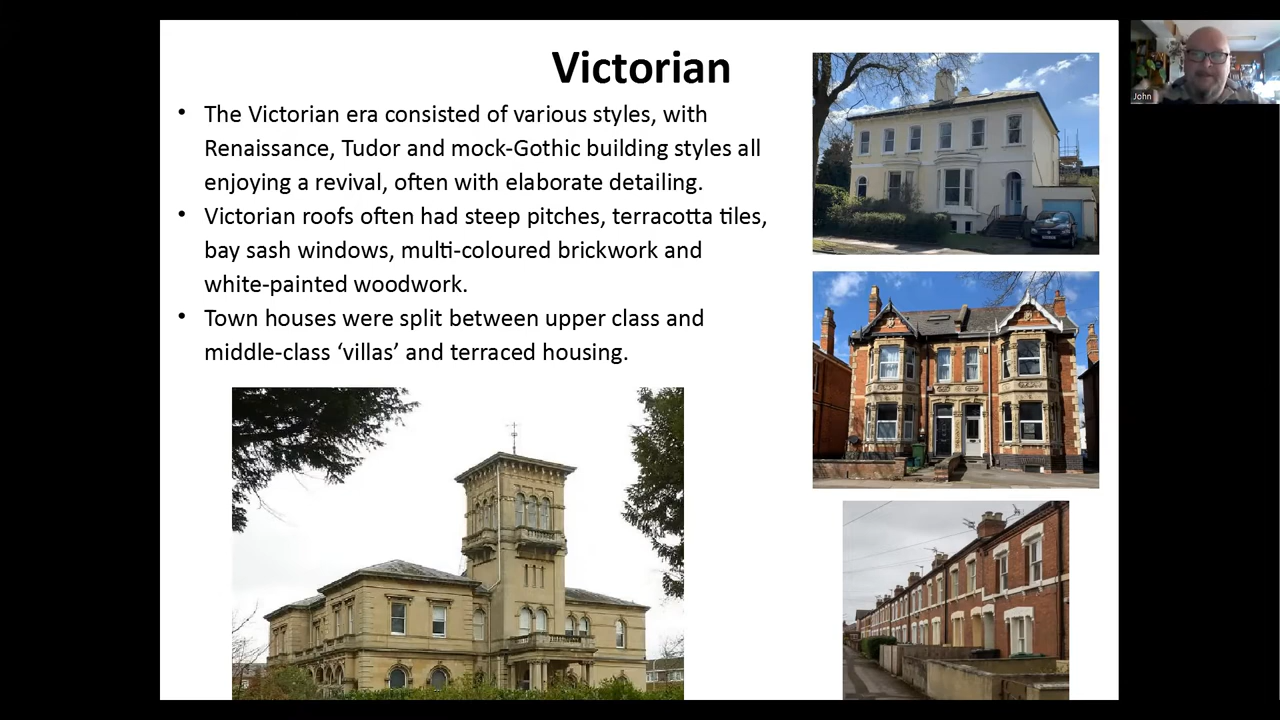 Victorian
• The Victorian era consisted of various styles, with
Renaissance, Tudor and mock-Gothic building styles all
enjoying a revival, often with elaborate detailing.
• Victorian roofs often had steep pitches, terracotta tiles,
bay sash windows, multi-coloured brickwork and
white-painted woodwork.
• Town houses were split between upper class and
middle-class ‘villas’ and terraced housing.
John